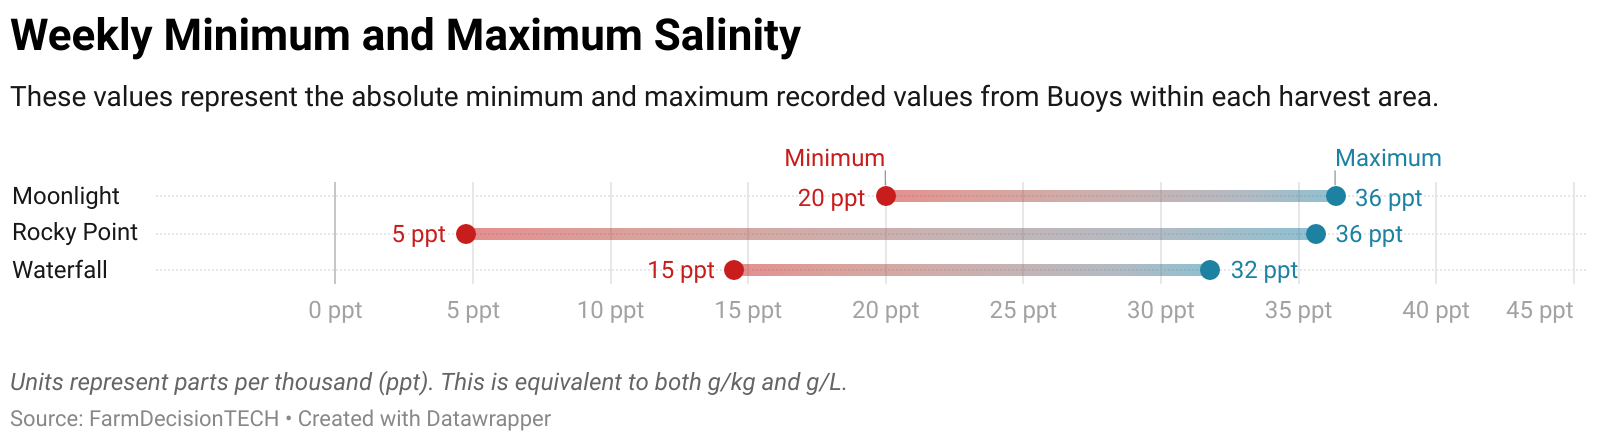 Weekly Minimum and Maximum Salinity
These values represent the absolute minimum and maximum recorded values from Buoys within each harvest area.
Minimum Maximum
Moonlight 20 ppt 36 ppt
Rocky Point 5 ppt 36 ppt
Waterfall 15 ppt 32 ppt
0 ppt 5 ppt 10 ppt 15 ppt 20 ppt 25 ppt 30 ppt 35 ppt 40 ppt 45 ppt
Units represent parts per thousand (ppt). This is equivalent to both g/kg and g/L.
Source: FarmDecisionTECH • Created with Datawrapper